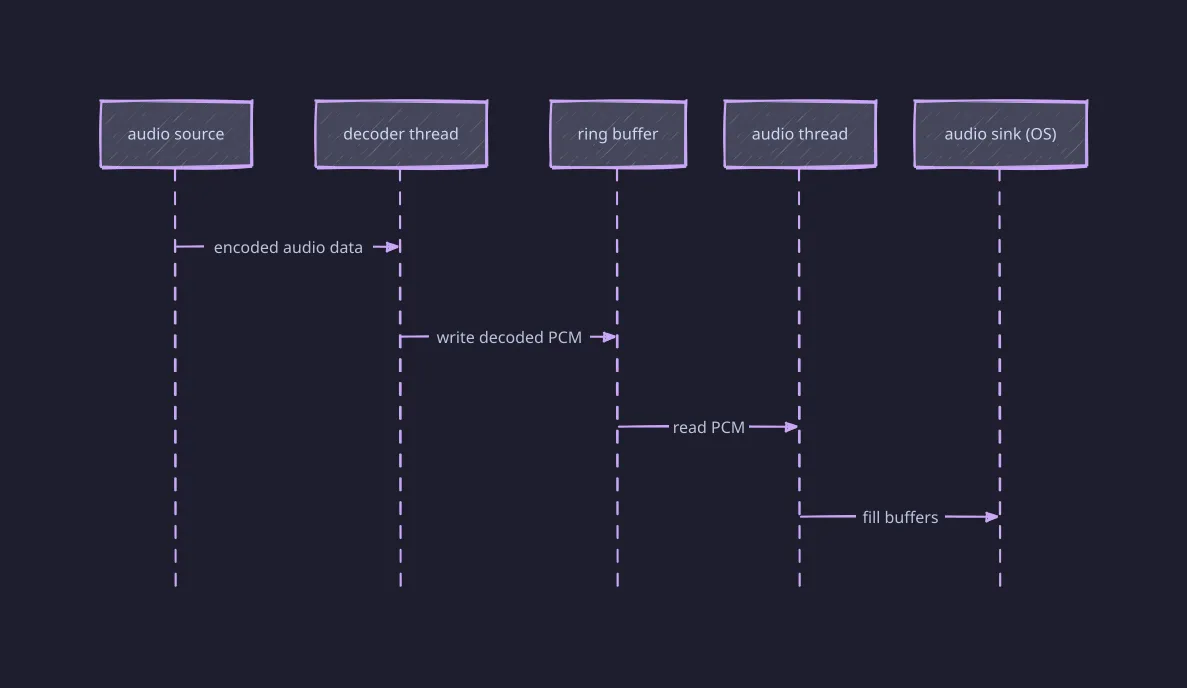 audio source
decoder thread
ring buffer
audio thread
audio sink (OS)
encoded audio data
write decoded PCM
read PCM
fill buffers